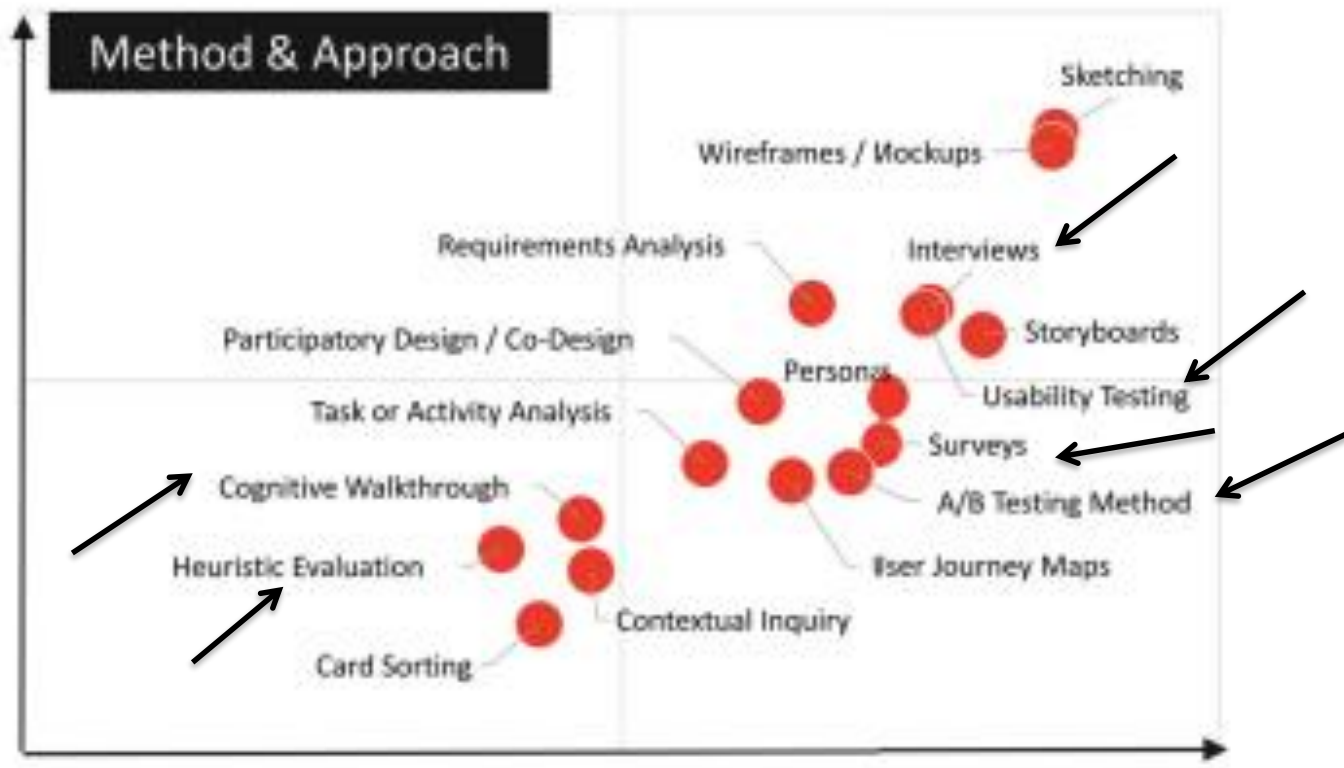 Method & Approach
Sketching
Wireframes / Mockups
Requirements Analysis
Interviews
Participatory Design / Co-Design
Storyboards
Personas
Usability Testing
Task or Activity Analysis
Surveys
Cognitive Walkthrough
A/B Testing Method
Heuristic Evaluation
User Journey Maps
Contextual Inquiry
Card Sorting